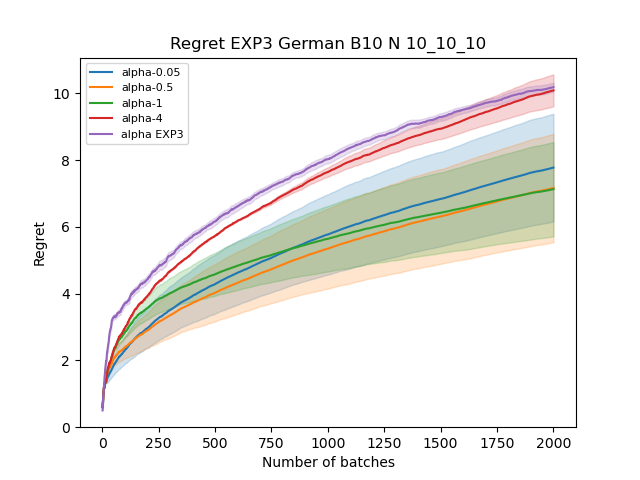 Regret EXP3 German B10 N 10_10_10
alpha-0.05
alpha-0.5
alpha-1
alpha-4
alpha EXP3
Regret
10
8
6
4
2
0
0 250 500 750 1000 1250 1500 1750 2000
Number of batches